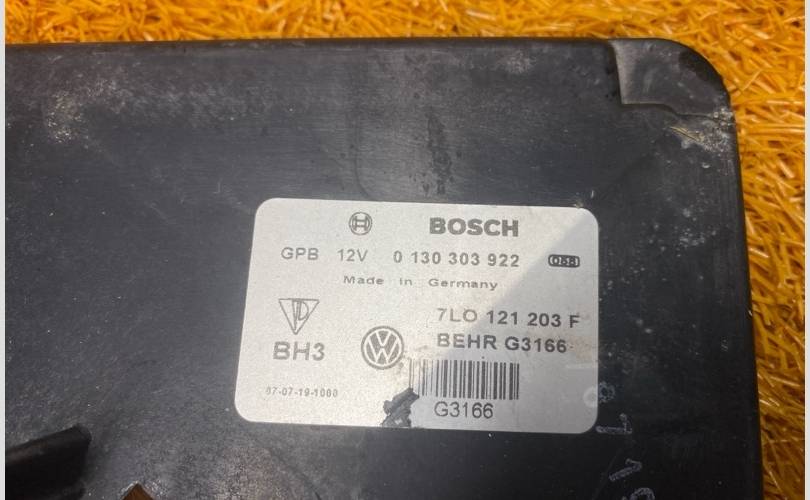 BOSCH
GPB 12V 0 130 303 922
Made in Germany
7L0 121 203 F
BEHR G3166
BH3
07-07-19-1000
G3166